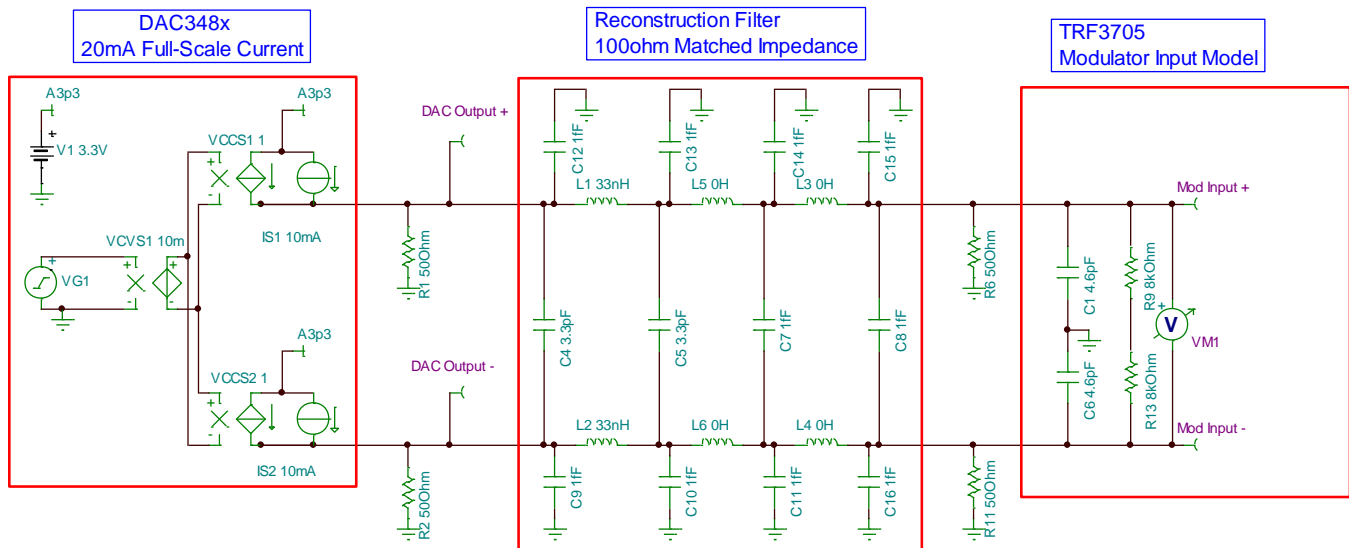 DAC348x
20mA Full-Scale Current
Reconstruction Filter
100ohm Matched Impedance
TRF3705
Modulator Input Model
A3p3
V1 3.3V
VCCS1 1
A3p3
IS1 10mA
VCVS1 10m
VG1
VCCS2 1
A3p3
IS2 10mA
DAC Output +
DAC Output -
R1 50Ohm
R2 50Ohm
C12 1fF
C13 1fF
C14 1fF
C15 1fF
L1 33nH
L5 0H
L3 0H
C4 3.3pF
C5 3.3pF
C7 1fF
C8 1fF
L2 33nH
L6 0H
L4 0H
C9 1fF
C10 1fF
C11 1fF
C16 1fF
R6 50Ohm
R11 50Ohm
Mod Input +
C1 4.6pF
R9 8kOhm
V
VM1
C6 4.6pF
R13 8kOhm
Mod Input -